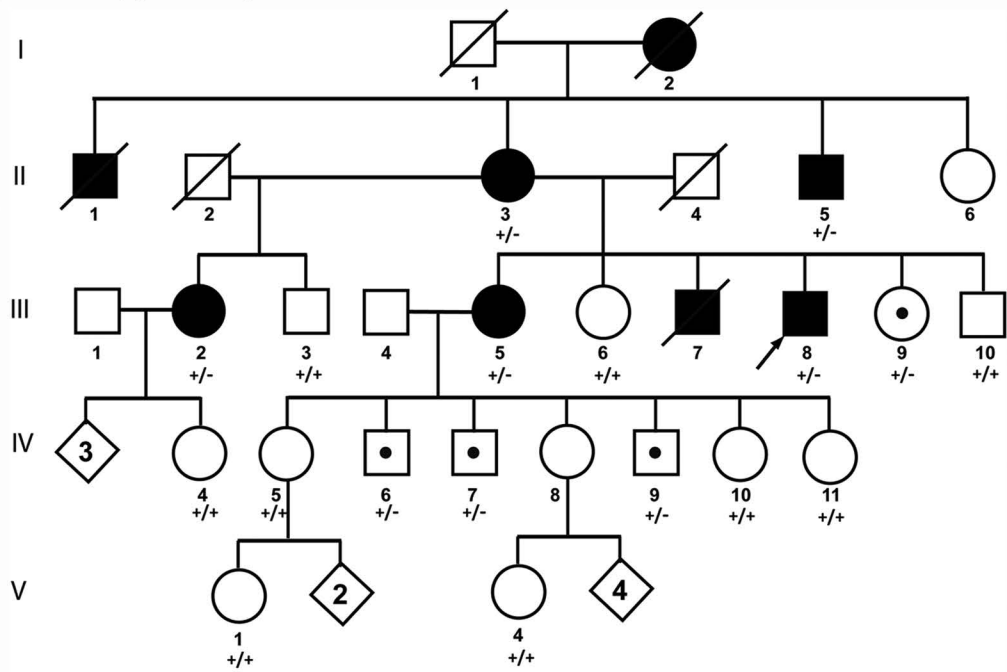 I
1 2
II
1 2 3 4 5 6
+/- +/-
III
1 2 3 4 5 6 7 8 9 10
+/- +/+ +/- +/+ +/- +/- +/+
IV
3
4 5 6 7 8 9 10 11
+/+ +/+ +/- +/- +/- +/+ +/+
V
2 4
1 4
+/+ +/+